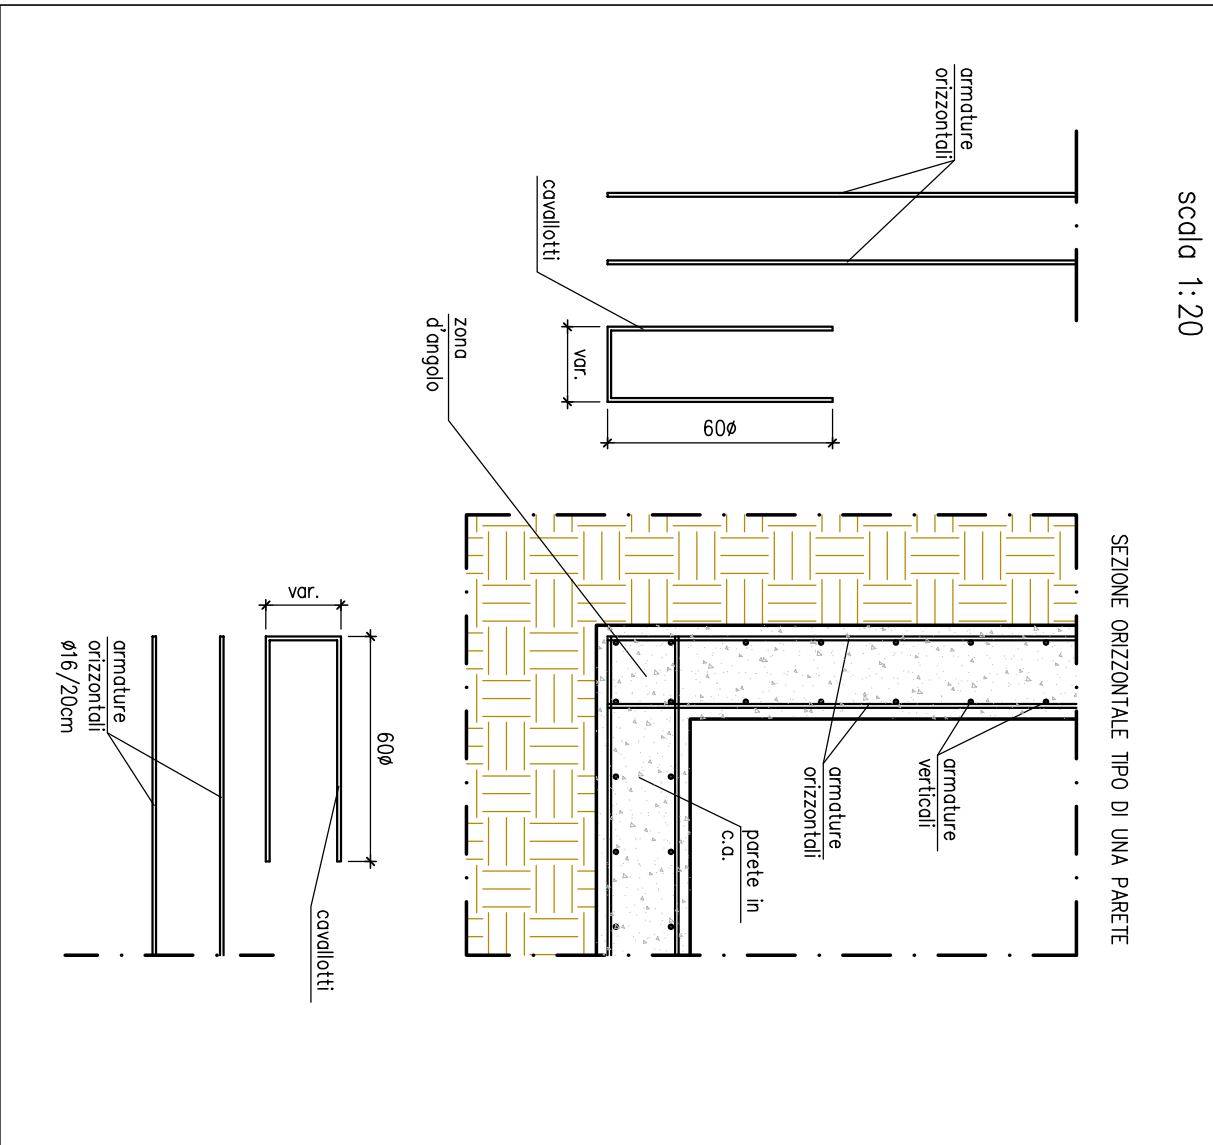 scala 1:20
SEZIONE ORIZZONTALE TIPO DI UNA PARETE
armature
orizzontali
cavallotti
var.
60ø
zona
d'angolo
armature
verticali
armature
orizzontali
parete in
c.a.
var.
60ø
cavallotti
armature
orizzontali
ø16/20cm